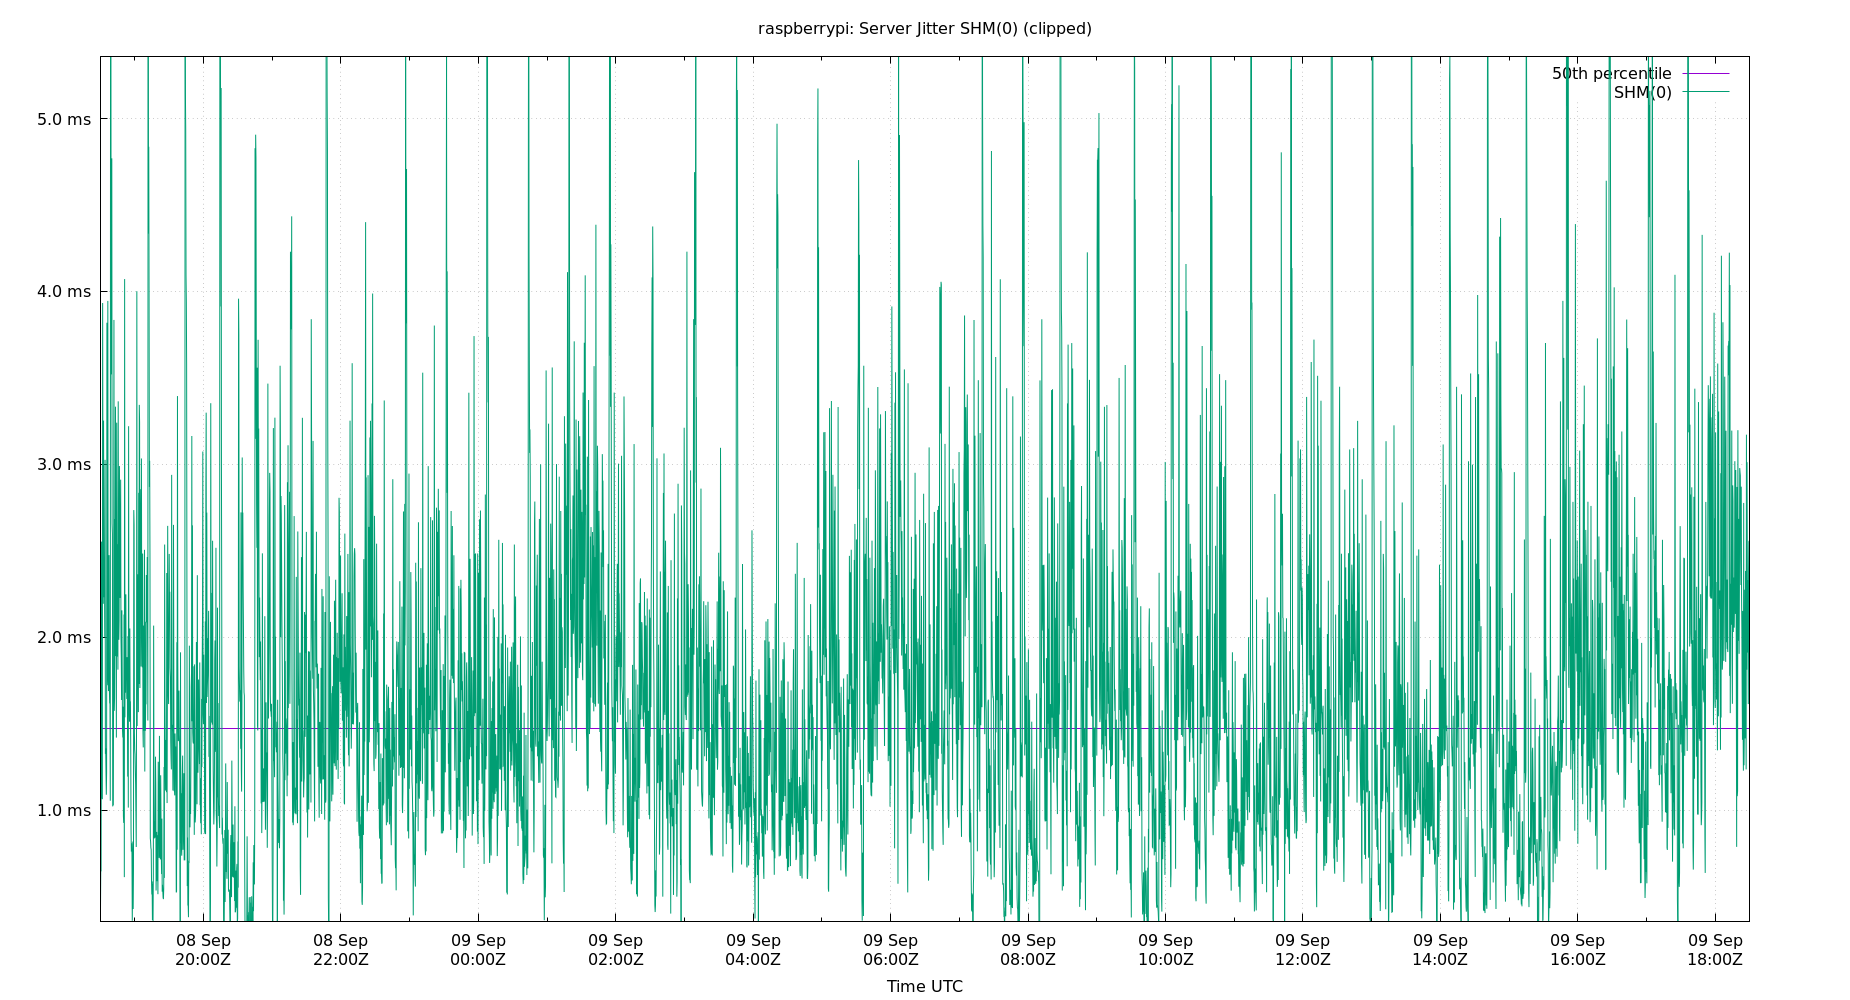 raspberrypi: Server Jitter SHM(0) (clipped)
50th percentile
SHM(0)
5.0 ms
4.0 ms
3.0 ms
2.0 ms
1.0 ms
08 Sep 08 Sep 09 Sep 09 Sep 09 Sep 09 Sep 09 Sep 09 Sep 09 Sep 09 Sep 09 Sep 09 Sep
20:00Z 22:00Z 00:00Z 02:00Z 04:00Z 06:00Z 08:00Z 10:00Z 12:00Z 14:00Z 16:00Z 18:00Z
Time UTC